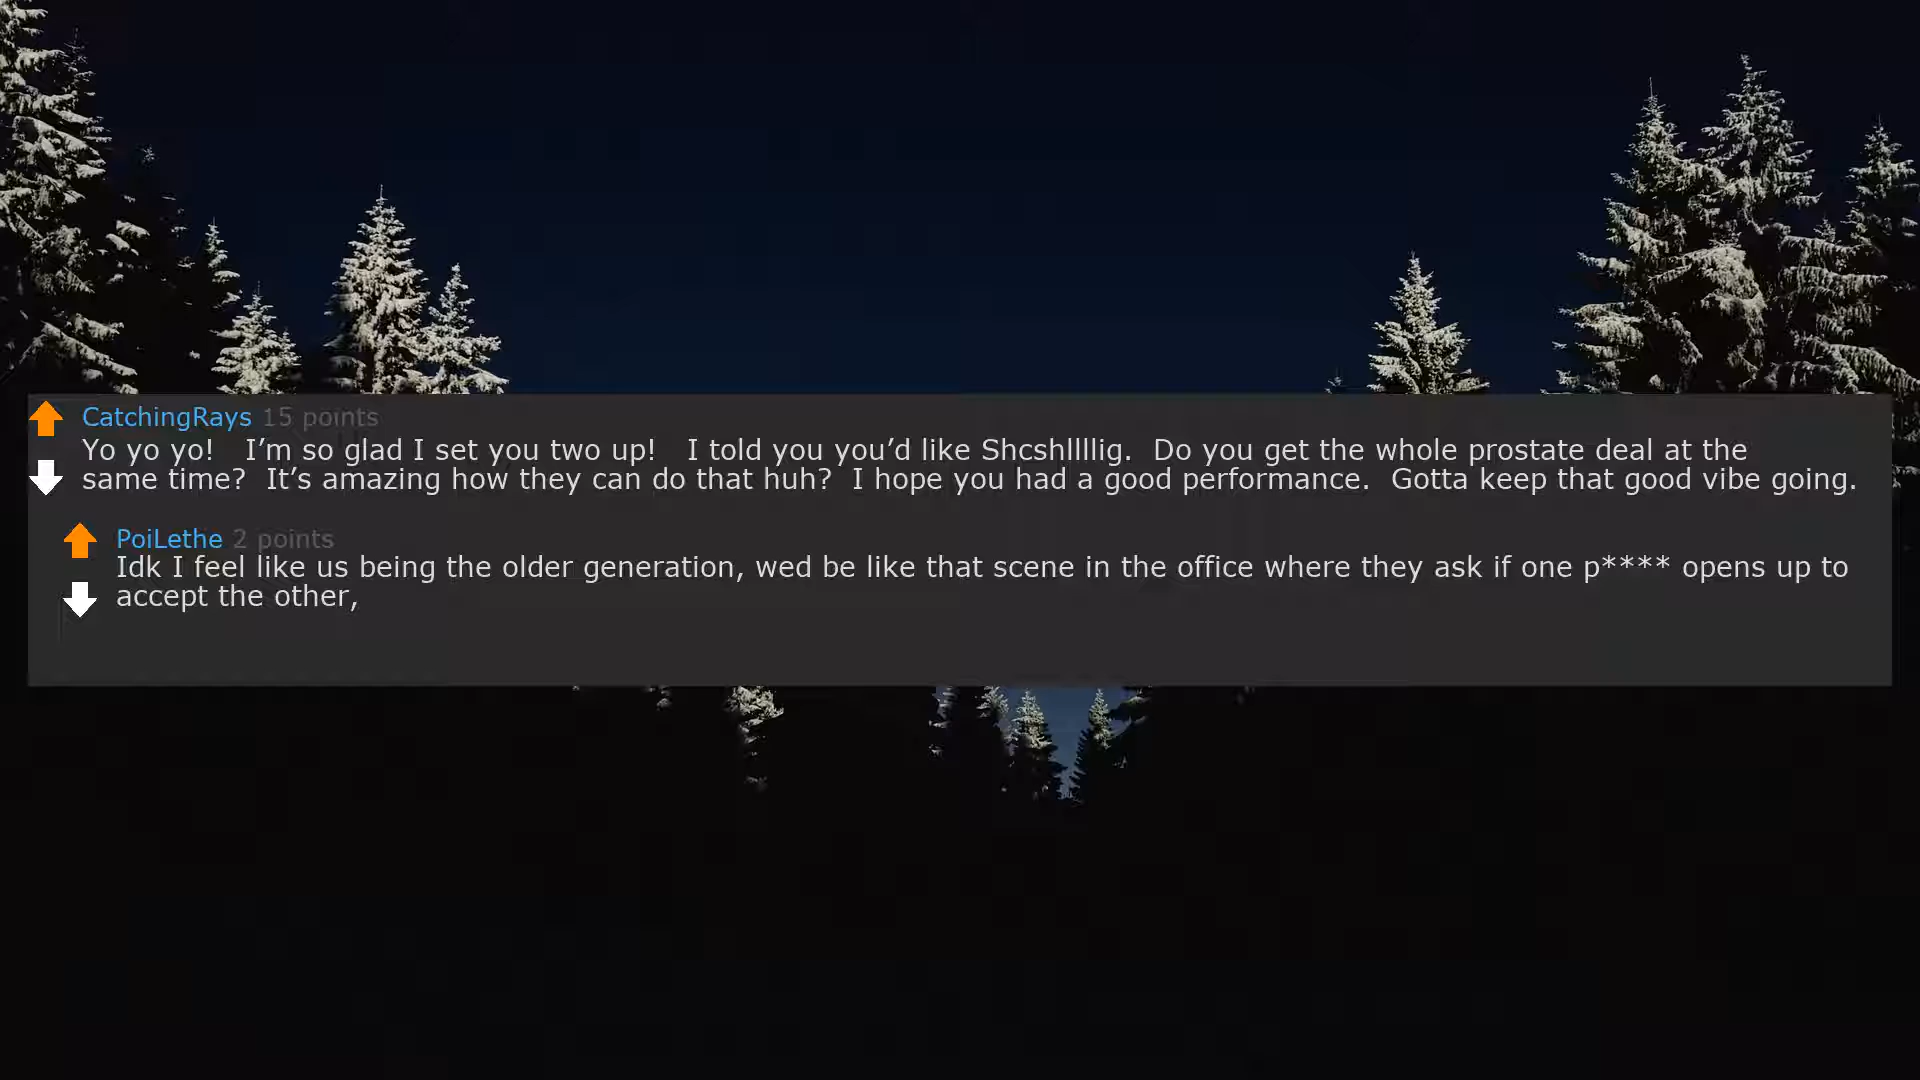 CatchingRays 15 points
Yo yo yo!   I’m so glad I set you two up!   I told you you’d like Shcshllllig.  Do you get the whole prostate deal at the
same time?  It’s amazing how they can do that huh?  I hope you had a good performance.  Gotta keep that good vibe going.
PoiLethe 2 points
Idk I feel like us being the older generation, wed be like that scene in the office where they ask if one p**** opens up to
accept the other,